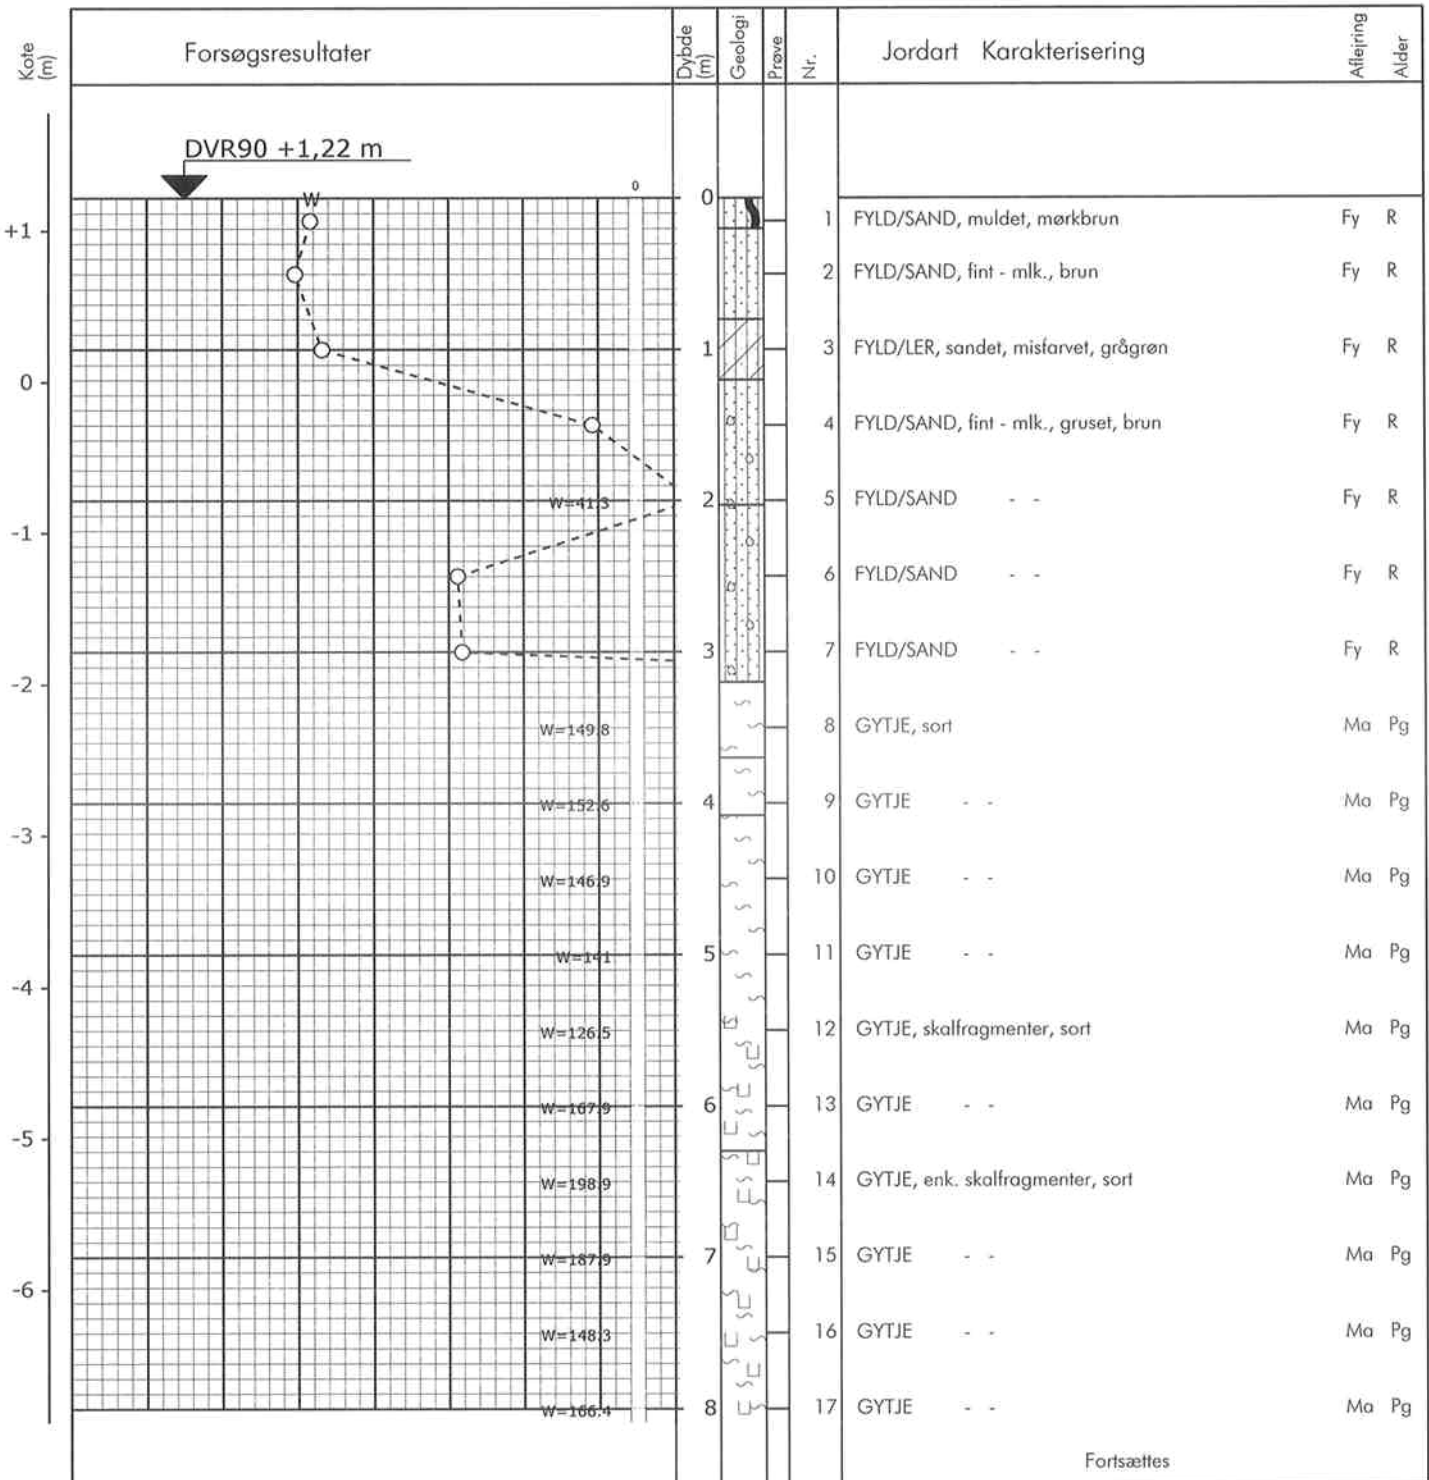 Kote (m) Forsøgsresultater Dybde (m) Geologi Prøve Nr. Jordart Karakterisering Aflejring Alder
DVR90 +1,22 m
W 0 0
+1 1 FYLD/SAND, muldet, mørkbrun Fy R
2 FYLD/SAND, fint - mlk., brun Fy R
1 3 FYLD/LER, sandet, misfarvet, grågrøn Fy R
0
4 FYLD/SAND, fint - mlk., gruset, brun Fy R
W=41.3 2 5 FYLD/SAND - - Fy R
-1
6 FYLD/SAND - - Fy R
3 7 FYLD/SAND - - Fy R
-2
W=149.8 8 GYTJE, sort Ma Pg
W=152.6 4 9 GYTJE - - Ma Pg
-3
W=146.9 10 GYTJE - - Ma Pg
W=141 5 11 GYTJE - - Ma Pg
-4
W=126.5 12 GYTJE, skalfragmenter, sort Ma Pg
W=167.9 6 13 GYTJE - - Ma Pg
-5
W=198.9 14 GYTJE, enk. skalfragmenter, sort Ma Pg
W=187.9 7 15 GYTJE - - Ma Pg
-6
W=148.3 16 GYTJE - - Ma Pg
W=166.4 8 17 GYTJE - - Ma Pg
Fortsættes